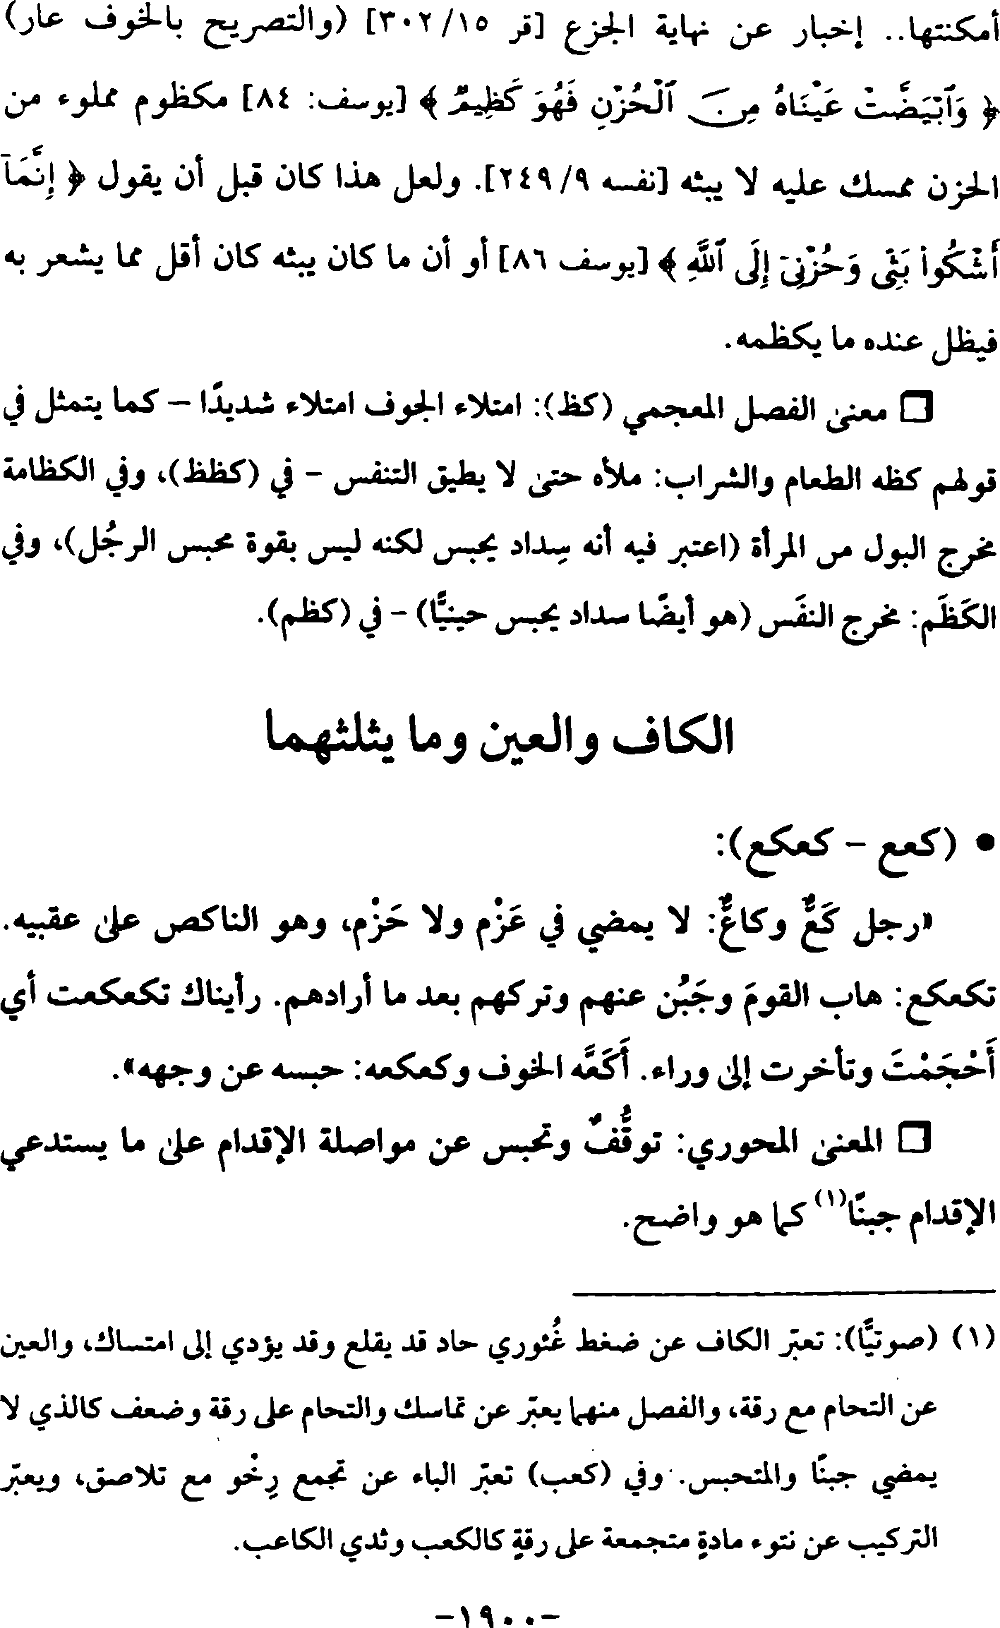 أمكنتها.. إخبار عن نهاية الجزع [قر ١٥/ ٣٠٢] (والتصريح بالخوف عار)
﴿ وَٱبْيَضَّتْ عَيْنَاهُ مِنَ ٱلْحُزْنِ فَهُوَ كَظِيمٌ ﴾ [يوسف: ٨٤] مكظوم مملوء من
الحزن ممسك عليه لا يبثه [نفسه ٩/ ٢٤٩]. ولعل هذا كان قبل أن يقول ﴿ إِنَّمَآ
أَشْكُواْ بَثِّى وَحُزْنِىٓ إِلَى ٱللَّهِ ﴾ [يوسف ٨٦] أو أن ما كان يبثه كان أقل مما يشعر به
فيظل عنده ما يكظمه.
❒ معنى الفصل المعجمي (كظ): امتلاء الجوف امتلاء شديدًا – كما يتمثل في
قولهم كظه الطعام والشراب: ملأه حتى لا يطيق التنفس – في (كظظ)، وفي الكظامة
مخرج البول من المرأة (اعتبر فيه أنه سِداد يحبس لكنه ليس بقوة محبس الرجُل)، وفي
الكَظَم: مخرج النفَس (هو أيضًا سداد يحبس حينيًّا) – في (كظم).
الكاف والعين وما يثلثهما
• (كعع – كعكع):
«رجل كَعٌّ وكاعٌّ: لا يمضي في عَزْم ولا حَزْم، وهو الناكص على عقبيه.
تكعكع: هاب القومَ وجَبُن عنهم وتركهم بعد ما أرادهم. رأيناك تكعكعت أي
أَحْجَمْتَ وتأخرت إلى وراء. أَكَعَّه الخوف وكعكعه: حبسه عن وجهه».
❒ المعنى المحوري: توقُّفٌ وتحبس عن مواصلة الإقدام على ما يستدعي
الإقدام جبنًا(١) كما هو واضح.
(١) (صوتيًّا): تعبّر الكاف عن ضغط غُئوري حاد قد يقلع وقد يؤدي إلى امتساك، والعين
عن التحام مع رقة، والفصل منهما يعبّر عن تماسك والتحام على رقة وضعف كالذي لا
يمضي جبنًا والمتحبس. وفي (كعب) تعبّر الباء عن تجمع رِخْو مع تلاصق، ويعبّر
التركيب عن نتوء مادةٍ متجمعة على رقةٍ كالكعب وثدي الكاعب.
–١٩٠٠–